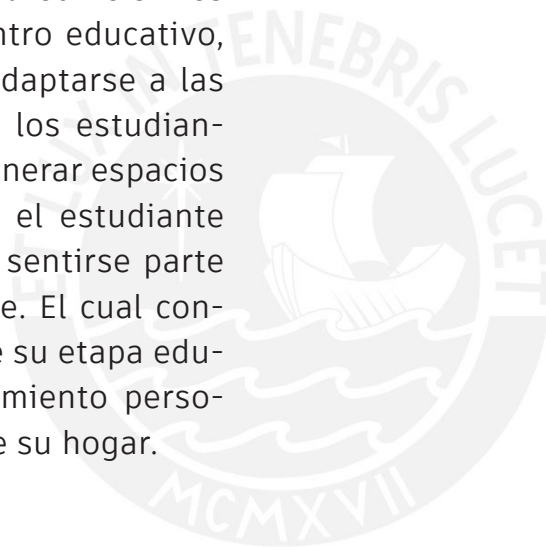 ntro educativo,
daptarse a las
los estudian-
nerar espacios
el estudiante
sentirse parte
e. El cual con-
e su etapa edu-
miento perso-
e su hogar.
ET LUX IN TENEBRIS LUCET
MCMXVII